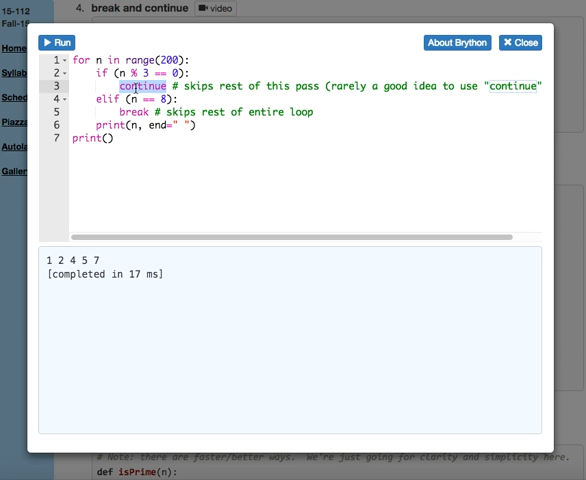 15-112
Fall-15
4. break and continue
video
Home
Syllab
Sched
Piazza
Autola
Galler
Run
About Brython
Close
1 for n in range(200):
2 if (n % 3 == 0):
3 continue # skips rest of this pass (rarely a good idea to use "continue"
4 elif (n == 8):
5 break # skips rest of entire loop
6 print(n, end=" ")
7 print()
1 2 4 5 7
[completed in 17 ms]
# Note: there are faster/better ways. We're just going for clarity and simplicity here.
def isPrime(n):